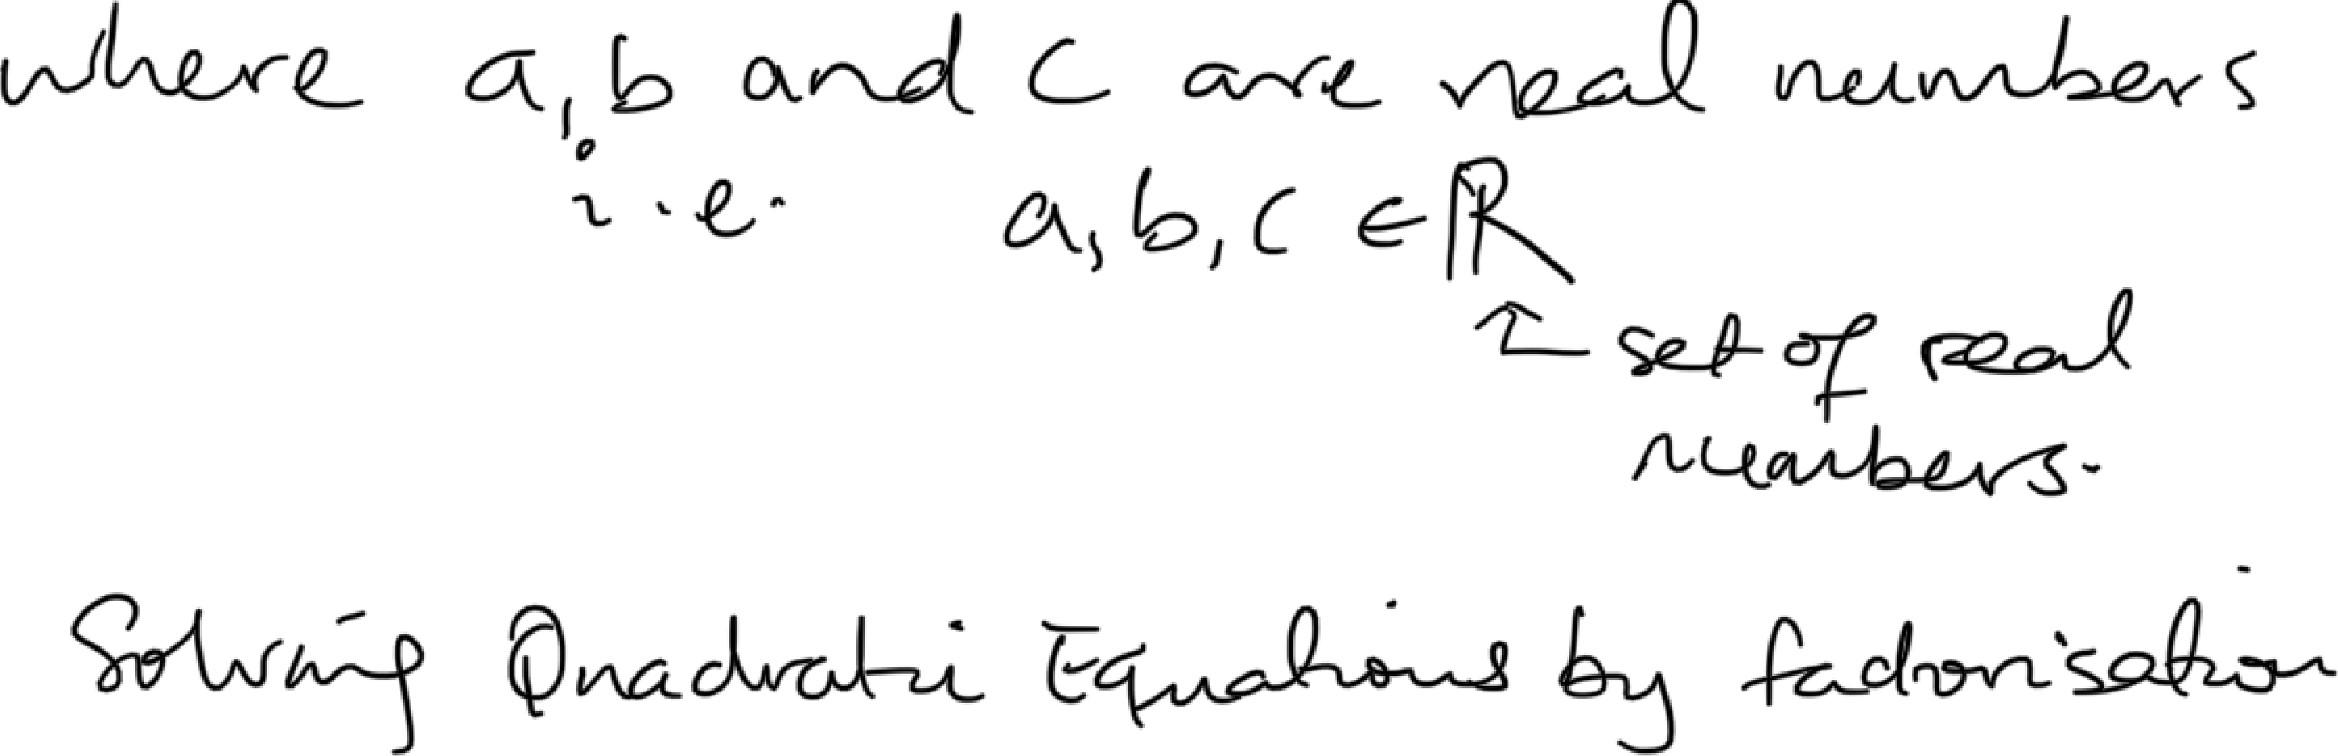 where a, b and c are real numbers
i.e. a, b, c ∈ ℝ
↑ set of real
numbers.
Solving Quadratic Equations by factorisation